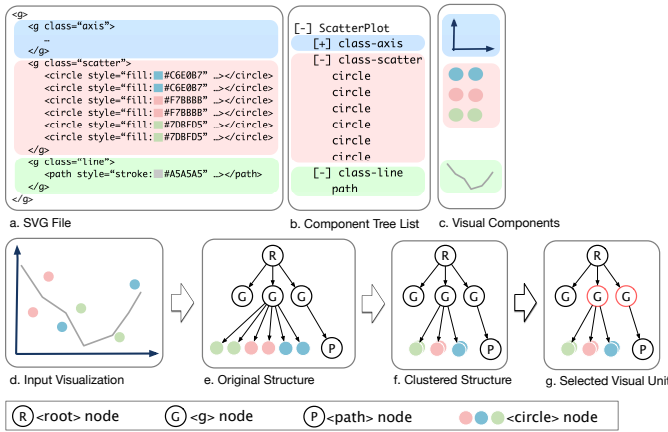 <g>
<g class="axis">
…
</g>
<g class="scatter">
<circle style="fill:#C6E0B7" …></circle>
<circle style="fill:#C6E0B7" …></circle>
<circle style="fill:#F7BBBB" …></circle>
<circle style="fill:#F7BBBB" …></circle>
<circle style="fill:#7DBFD5" …></circle>
<circle style="fill:#7DBFD5" …></circle>
</g>
<g class="line">
<path style="stroke:#A5A5A5" …></path>
</g>
</g>
a. SVG File
[-] ScatterPlot
[+] class-axis
[-] class-scatter
circle
circle
circle
circle
circle
circle
[-] class-line
path
b. Component Tree List
c. Visual Components
d. Input Visualization
R
G G G
P
e. Original Structure
R
G G G
P
f. Clustered Structure
R
G G G
P
g. Selected Visual Unit
R <root> node G <g> node P <path> node <circle> node